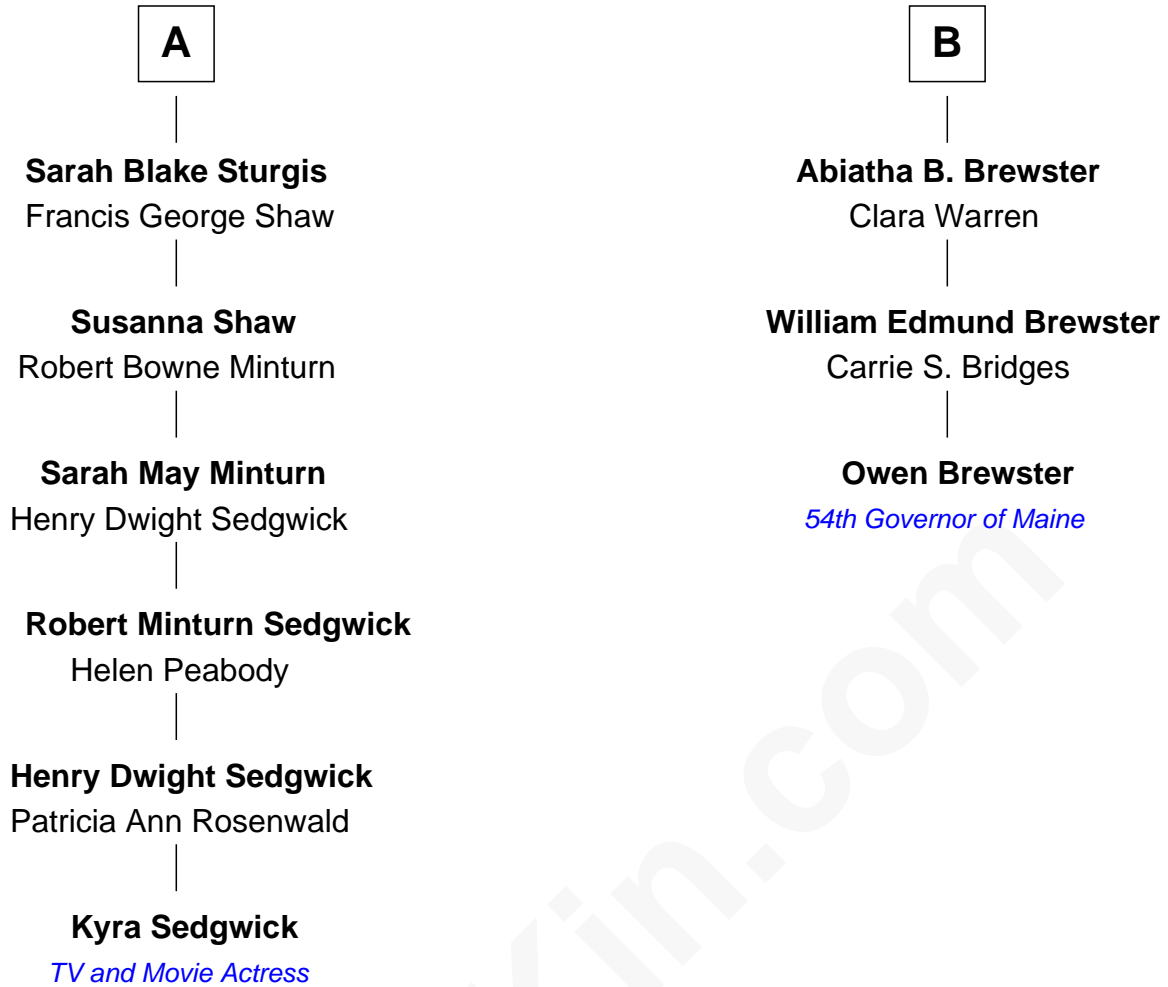 A
Sarah Blake Sturgis
Francis George Shaw
Susanna Shaw
Robert Bowne Minturn
Sarah May Minturn
Henry Dwight Sedgwick
Robert Minturn Sedgwick
Helen Peabody
Henry Dwight Sedgwick
Patricia Ann Rosenwald
Kyra Sedgwick
TV and Movie Actress
B
Abiatha B. Brewster
Clara Warren
William Edmund Brewster
Carrie S. Bridges
Owen Brewster
54th Governor of Maine